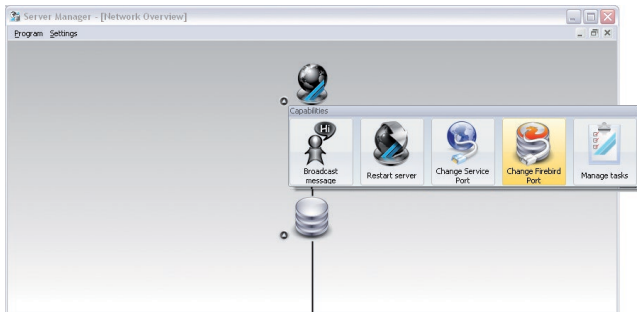 Server Manager - [Network Overview]
Program Settings
Capabilities
Hi
Broadcast
message
Restart server
Change Service
Port
Change Firebird
Port
Manage tasks